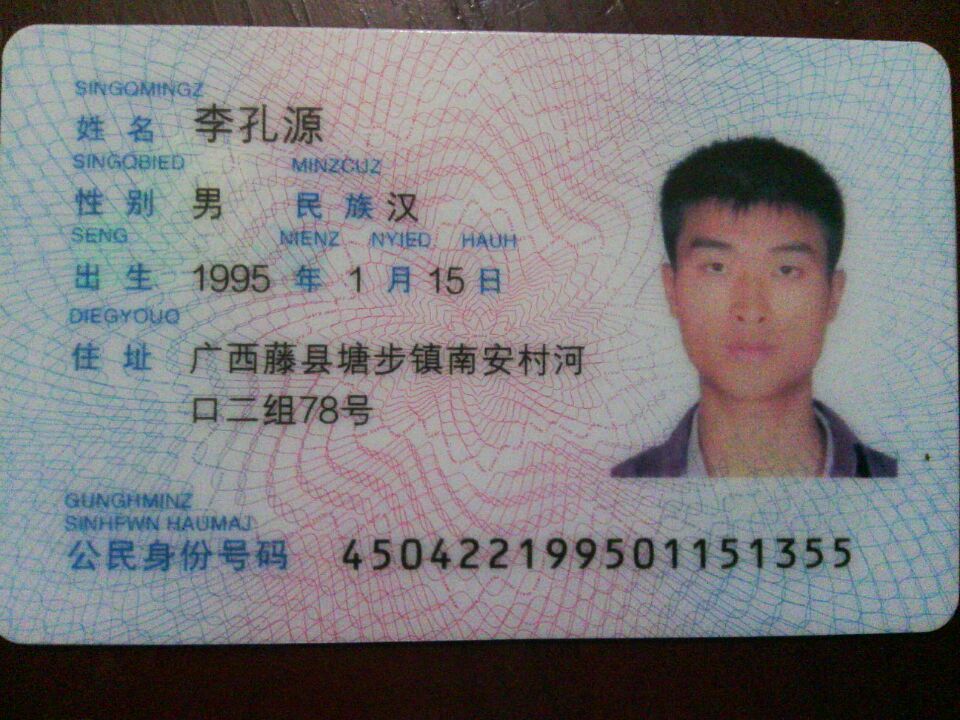 SINGQMINGZ
姓 名 李孔源
SINGQBIED MINZCUZ
性 别 男 民 族 汉
SENG NIENZ NYIED HAUH
出 生 1995 年 1 月 15 日
DIEGYOUQ
住 址 广西藤县塘步镇南安村河
口二组78号
GUNGHMINZ
SINHFWN HAUMAJ
公民身份号码 450422199501151355